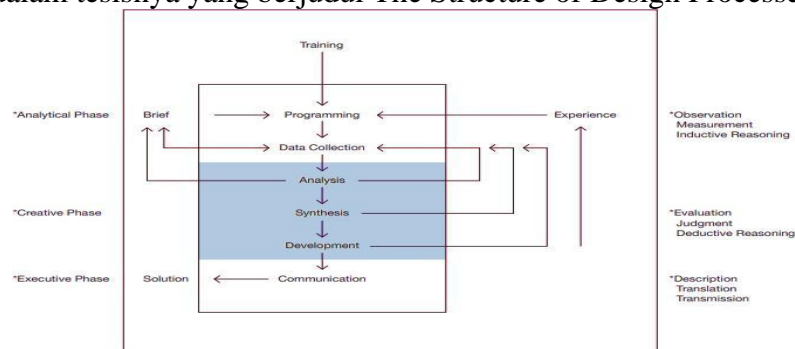 dalam tesisnya yang berjudul The Structure of Design Processe
Training
*Analytical Phase
Brief
Programming
Experience
*Observation
Measurement
Inductive Reasoning
Data Collection
Analysis
*Creative Phase
Synthesis
*Evaluation
Judgment
Deductive Reasoning
Development
*Executive Phase
Solution
Communication
*Description
Translation
Transmission